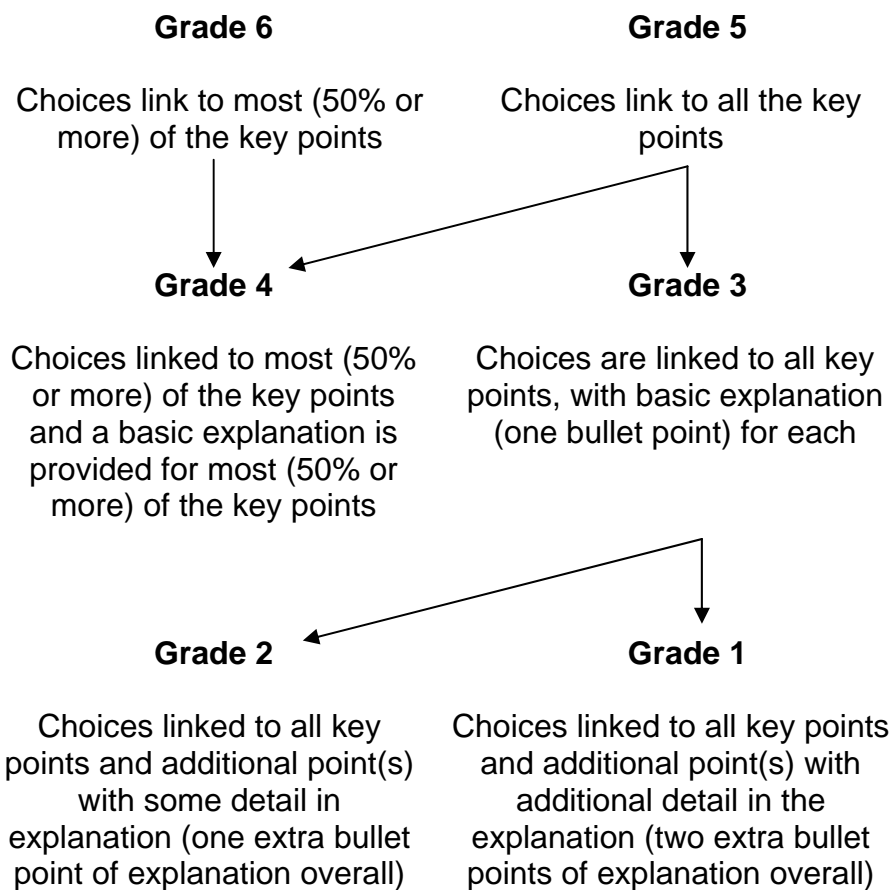 Grade 6
Choices link to most (50% or
more) of the key points
Grade 5
Choices link to all the key
points
Grade 4
Choices linked to most (50%
or more) of the key points
and a basic explanation is
provided for most (50% or
more) of the key points
Grade 3
Choices are linked to all key
points, with basic explanation
(one bullet point) for each
Grade 2
Choices linked to all key
points and additional point(s)
with some detail in
explanation (one extra bullet
point of explanation overall)
Grade 1
Choices linked to all key points
and additional point(s) with
additional detail in the
explanation (two extra bullet
points of explanation overall)